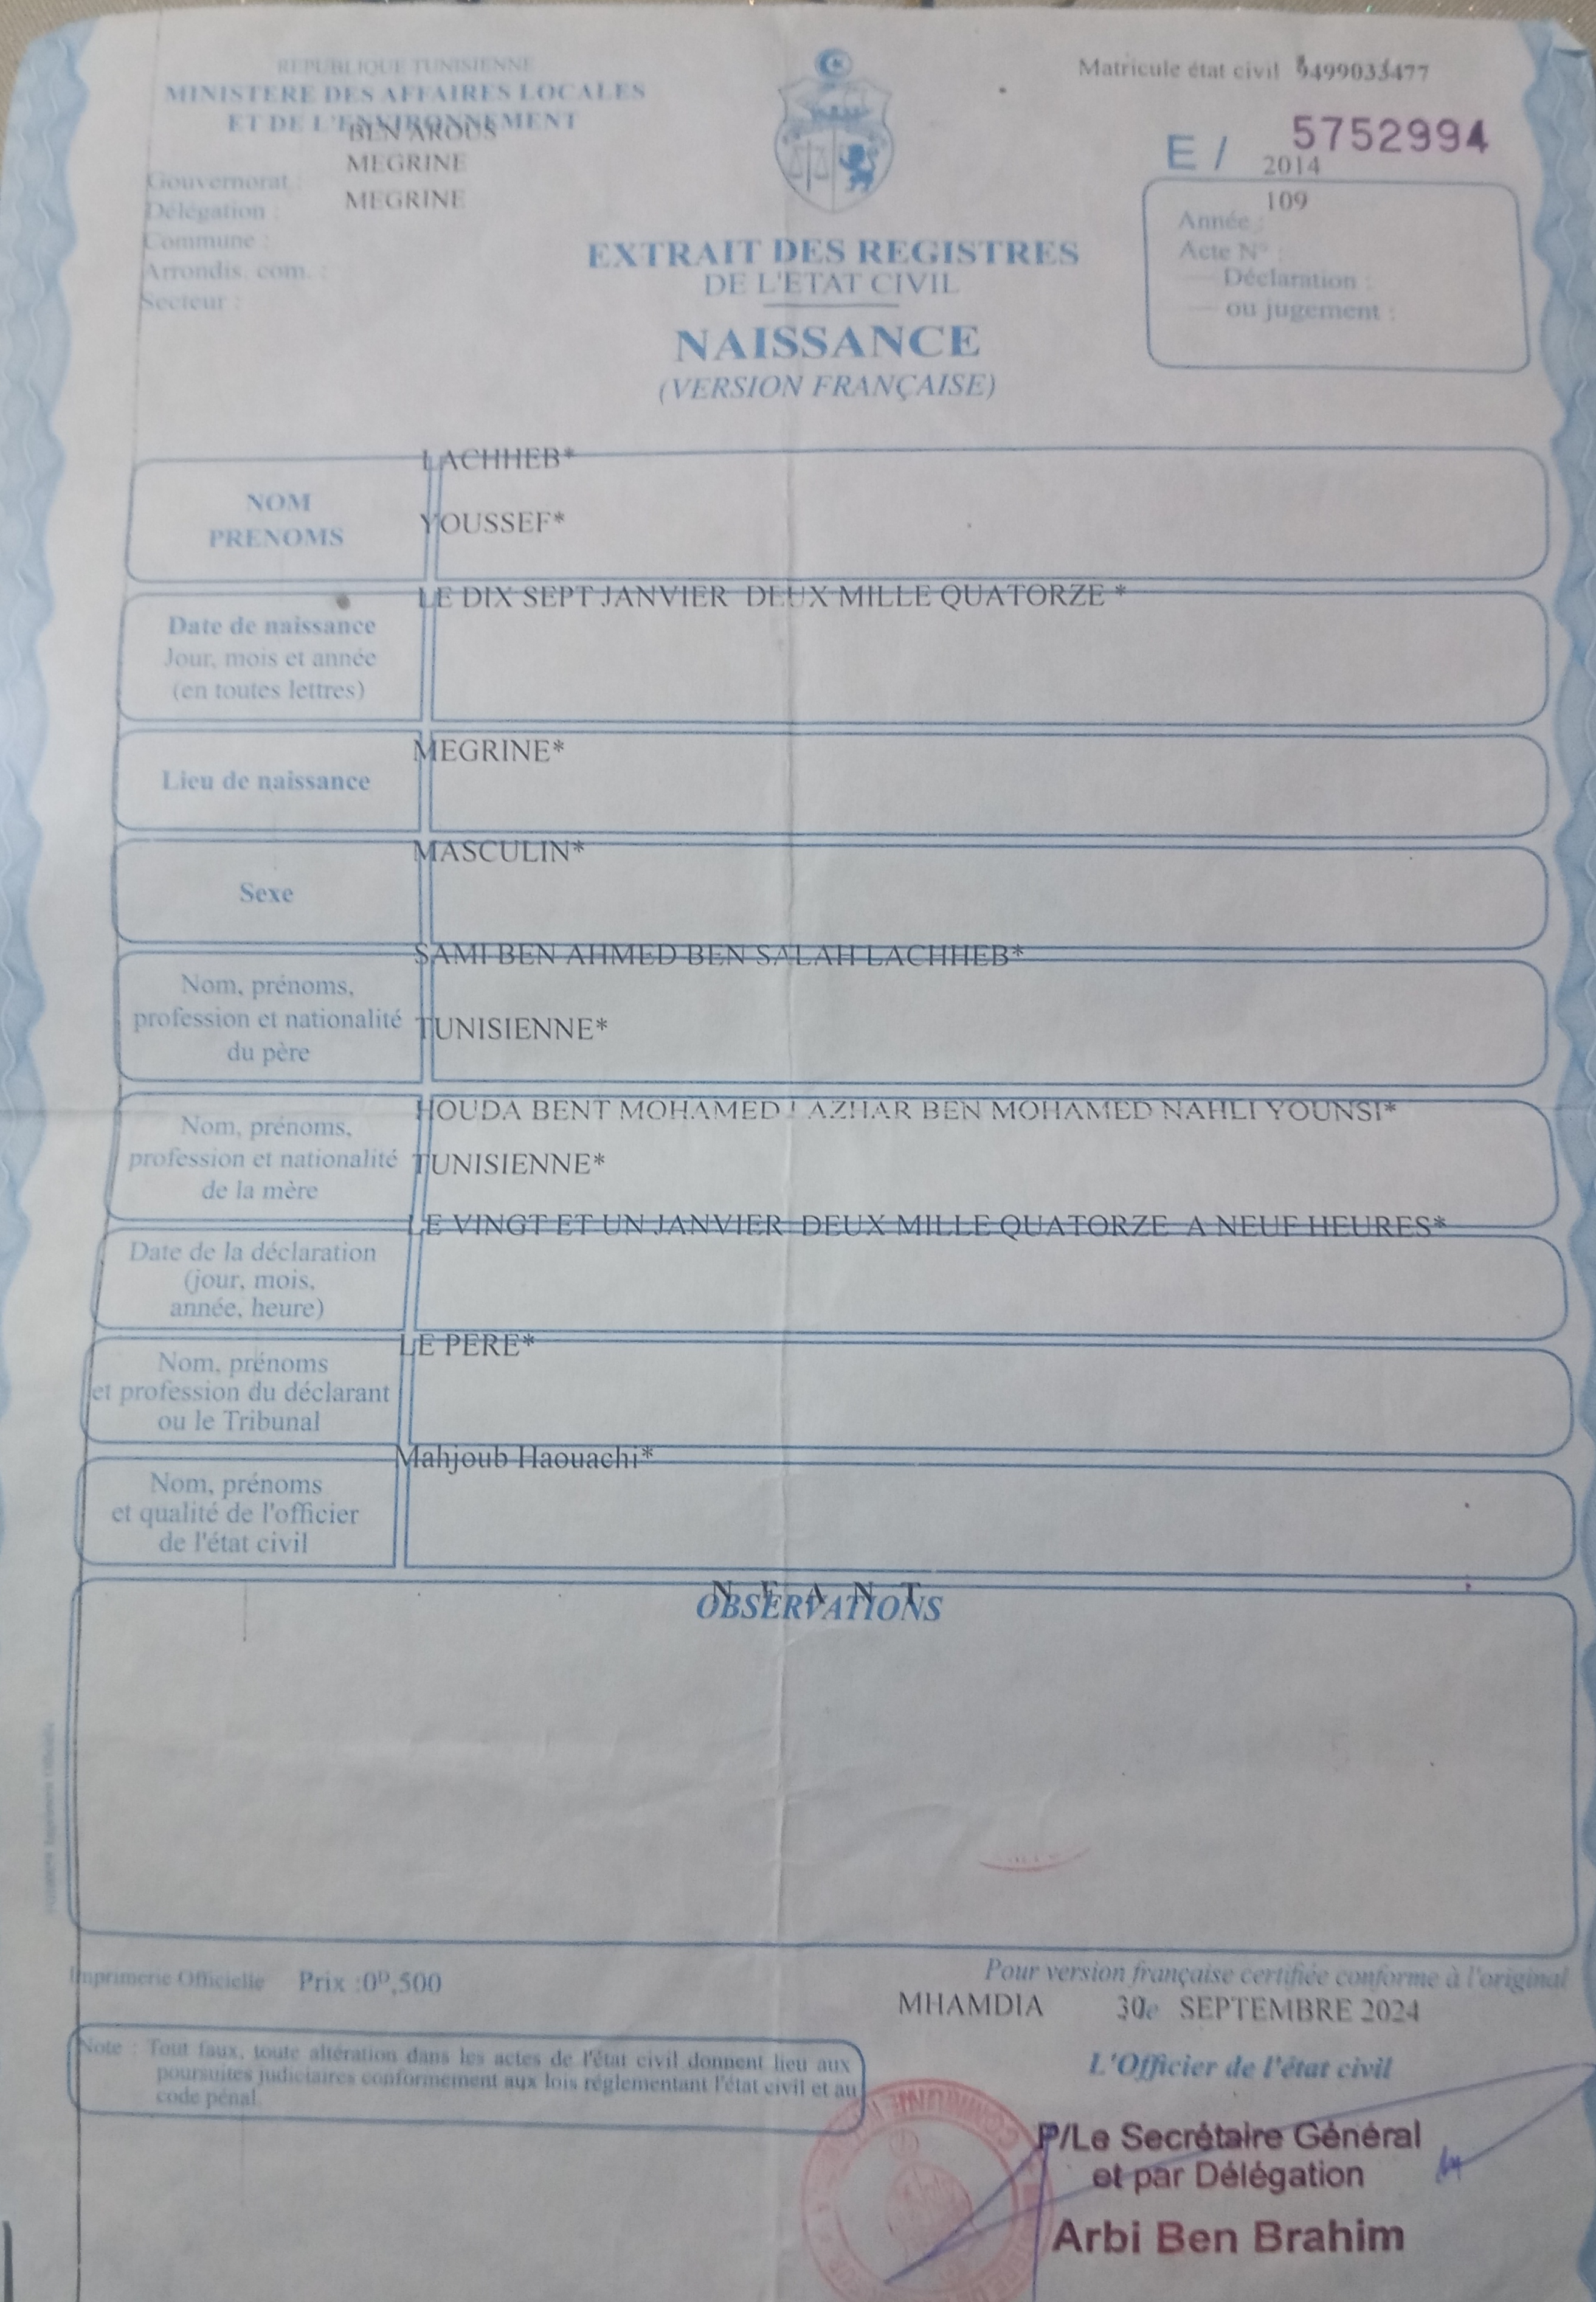 REPUBLIQUE TUNISIENNE
MINISTERE DES AFFAIRES LOCALES
ET DE L'ENVIRONNEMENT
BEN AROUS
MEGRINE
MEGRINE
Gouvernorat :
Délégation :
Commune :
Arrondis. com. :
Secteur :
Matricule état civil
E / 5752994
2014
109
Année :
Acte N° :
Déclaration :
ou jugement :
EXTRAIT DES REGISTRES
DE L'ETAT CIVIL
NAISSANCE
(VERSION FRANÇAISE)
NOM
PRENOMS
LACHHEB*
YOUSSEF*
Date de naissance
Jour, mois et année
(en toutes lettres)
LE DIX SEPT JANVIER DEUX MILLE QUATORZE *
Lieu de naissance
MEGRINE*
Sexe
MASCULIN*
Nom, prénoms,
profession et nationalité
du père
SAMI BEN AHMED BEN SALAH LACHHEB*
TUNISIENNE*
Nom, prénoms,
profession et nationalité
de la mère
HOUDA BENT MOHAMED LAZHAR BEN MOHAMED NAHLI YOUNSI*
TUNISIENNE*
Date de la déclaration
(jour, mois,
année, heure)
LE VINGT ET UN JANVIER DEUX MILLE QUATORZE A NEUF HEURES*
Nom, prénoms
et profession du déclarant
ou le Tribunal
LE PERE*
Nom, prénoms
et qualité de l'officier
de l'état civil
Mahjoub Haouachi*
N E A N T
OBSERVATIONS
Imprimerie Officielle Prix :0ᴰ,500
Pour version française certifiée conforme à l'original
MHAMDIA 30 SEPTEMBRE 2024
Note : Tout faux, toute altération dans les actes de l'état civil donnent lieu aux
poursuites judiciaires conformement aux lois réglementant l'état civil et au
code pénal.
L'Officier de l'état civil
P/Le Secrétaire Général
et par Délégation
Arbi Ben Brahim